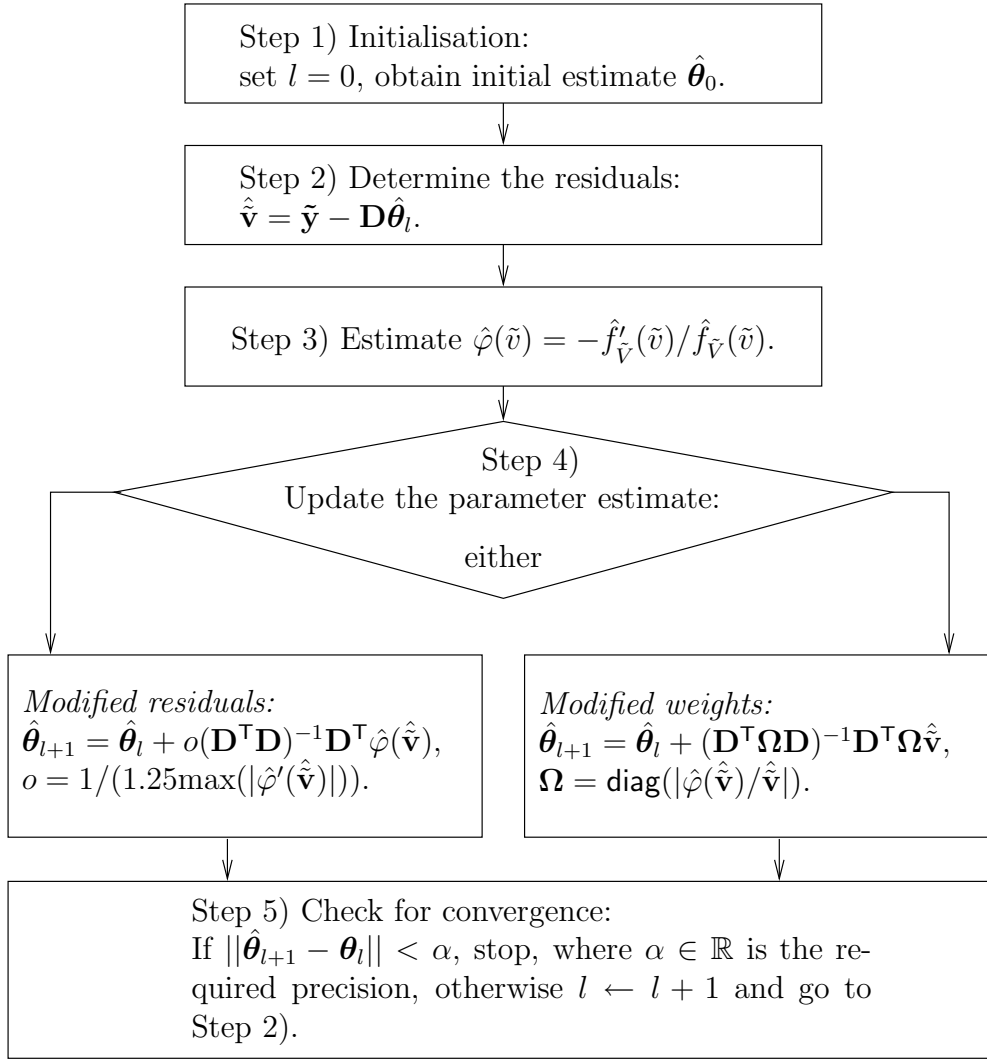 Step 1) Initialisation:
set l = 0, obtain initial estimate θ̂₀.
Step 2) Determine the residuals:
ṽ̂ = ỹ − Dθ̂ₗ.
Step 3) Estimate φ̂(ṽ) = −f̂′_Ṽ(ṽ)/f̂_Ṽ(ṽ).
Step 4)
Update the parameter estimate:
either
Modified residuals:
θ̂ₗ₊₁ = θ̂ₗ + o(DᵀD)⁻¹Dᵀφ̂(ṽ̂),
o = 1/(1.25max(|φ̂′(ṽ̂)|)).
Modified weights:
θ̂ₗ₊₁ = θ̂ₗ + (DᵀΩD)⁻¹DᵀΩṽ̂,
Ω = diag(|φ̂(ṽ̂)/ṽ̂|).
Step 5) Check for convergence:
If ||θ̂ₗ₊₁ − θₗ|| < α, stop, where α ∈ ℝ is the re-
quired precision, otherwise l ← l + 1 and go to
Step 2).